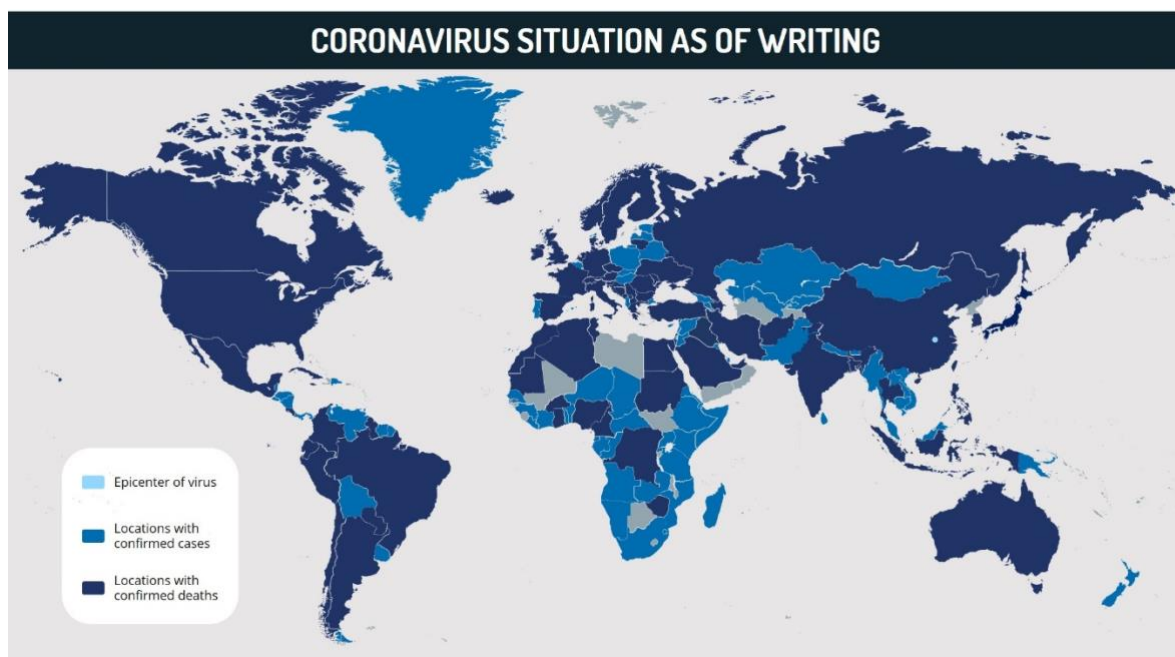 CORONAVIRUS SITUATION AS OF WRITING
Epicenter of virus
Locations with
confirmed cases
Locations with
confirmed deaths